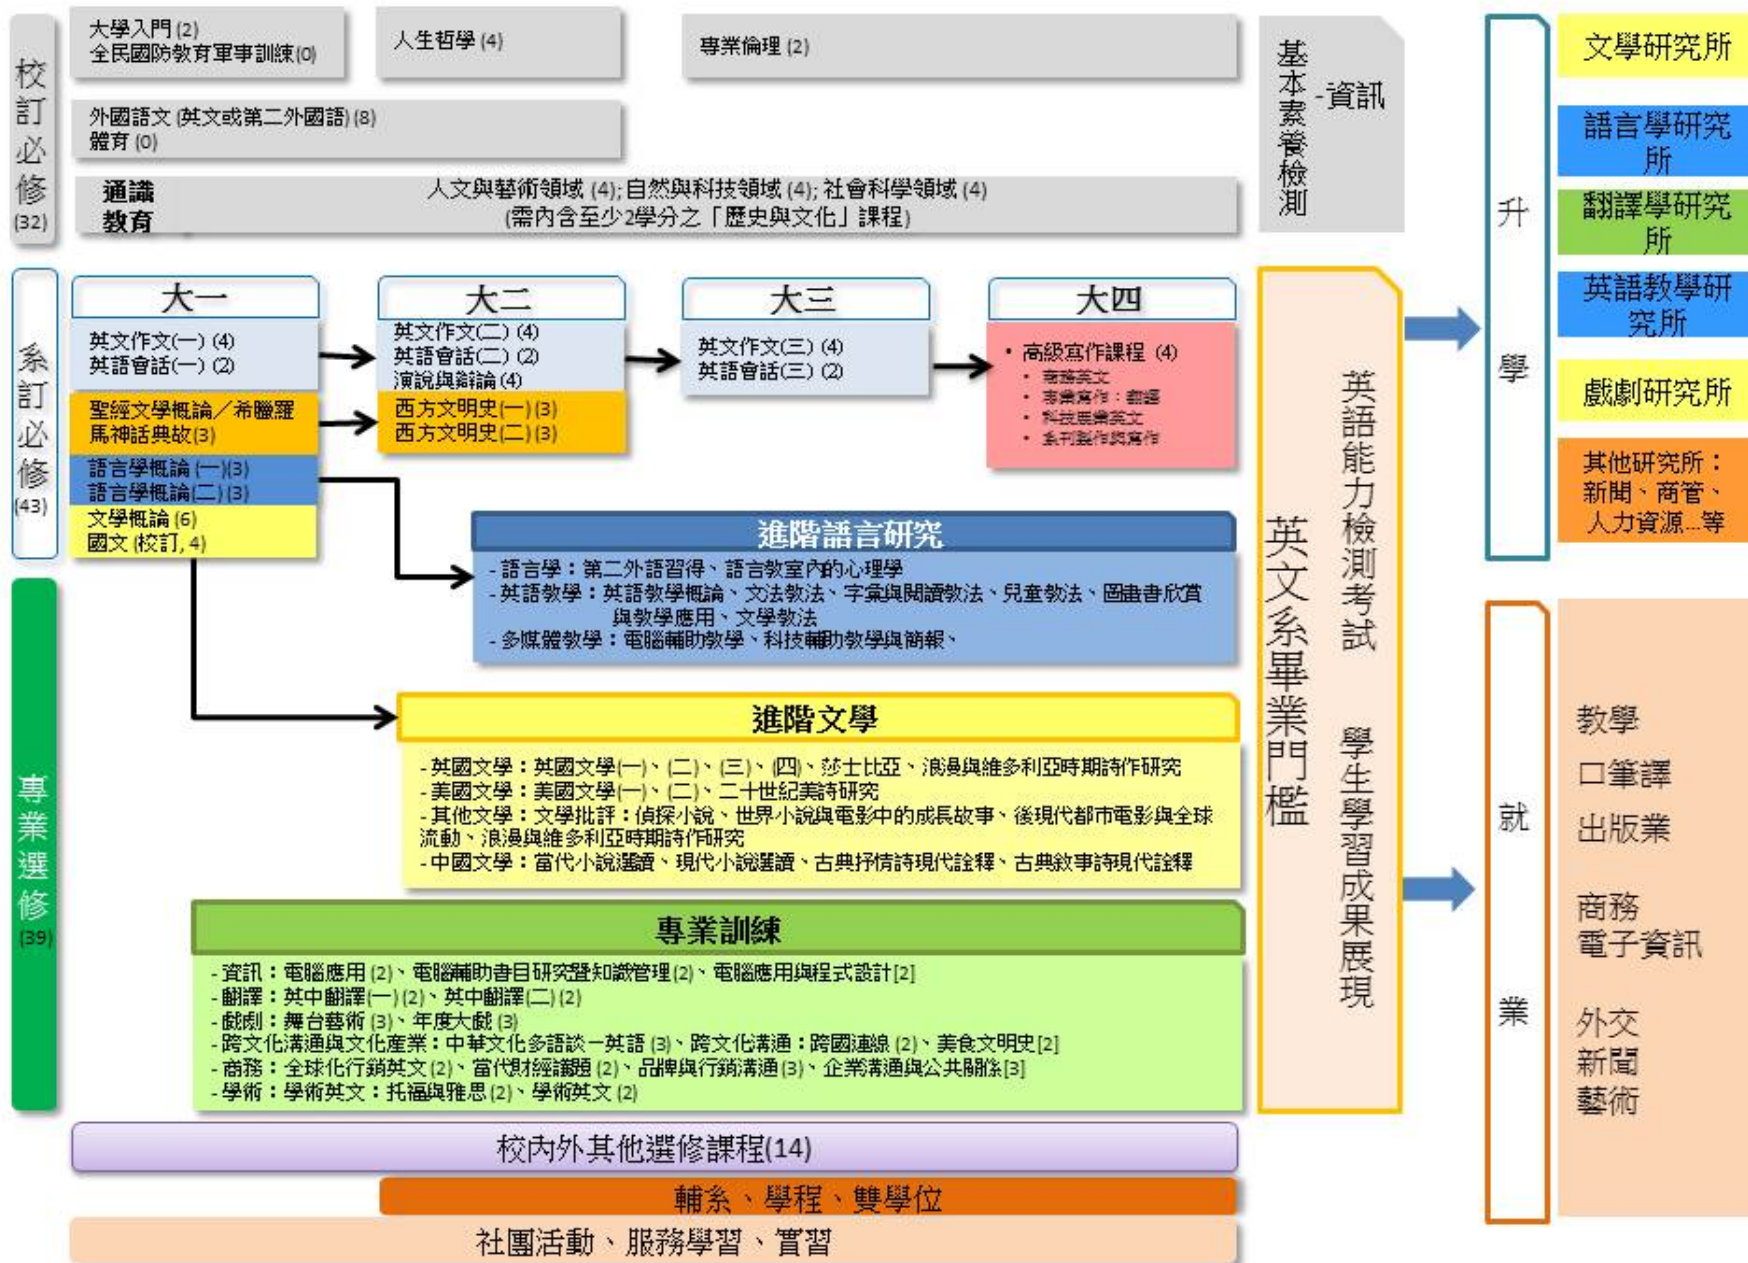 校訂必修
(32)
大學入門 (2)
全民國防教育軍事訓練(0)
人生哲學 (4)
專業倫理 (2)
外國語文 (英文或第二外國語) (8)
體育 (0)
通識
教育
人文與藝術領域 (4); 自然與科技領域 (4); 社會科學領域 (4)
(需內含至少2學分之「歷史與文化」課程)
基本素養檢測
-資訊
系訂必修
(43)
大一
英文作文(一) (4)
英語會話(一) (2)
聖經文學概論／希臘羅
馬神話典故(3)
語言學概論 (一)(3)
語言學概論(二) (3)
文學概論 (6)
國文 (校訂, 4)
大二
英文作文(二) (4)
英語會話(二) (2)
演說與辯論 (4)
西方文明史(一) (3)
西方文明史(二) (3)
大三
英文作文(三) (4)
英語會話(三) (2)
大四
• 高級寫作課程 (4)
• 商務英文
• 專業寫作：翻譯
• 科技產業英文
• 系刊製作與寫作
專業選修
(39)
進階語言研究
- 語言學：第二外語習得、語言教室內的心理學
- 英語教學：英語教學概論、文法教法、字彙與閱讀教法、兒童教法、圖畫書欣賞
與教學應用、文學教法
- 多媒體教學：電腦輔助教學、科技輔助教學與簡報、
進階文學
- 英國文學：英國文學(一)、(二)、(三)、(四)、莎士比亞、浪漫與維多利亞時期詩作研究
- 美國文學：美國文學(一)、(二)、二十世紀美詩研究
- 其他文學：文學批評：偵探小說、世界小說與電影中的成長故事、後現代都市電影與全球
流動、浪漫與維多利亞時期詩作研究
- 中國文學：當代小說選讀、現代小說選讀、古典抒情詩現代詮釋、古典敘事詩現代詮釋
專業訓練
- 資訊：電腦應用 (2)、電腦輔助書目研究暨知識管理(2)、電腦應用與程式設計[2]
- 翻譯：英中翻譯(一) (2)、英中翻譯(二) (2)
- 戲劇：舞台藝術 (3)、年度大戲 (3)
- 跨文化溝通與文化產業：中華文化多語談－英語 (3)、跨文化溝通：跨國連線 (2)、美食文明史[2]
- 商務：全球化行銷英文 (2)、當代財經議題 (2)、品牌與行銷溝通 (3)、企業溝通與公共關係[3]
- 學術：學術英文：托福與雅思 (2)、學術英文 (2)
校內外其他選修課程(14)
輔系、學程、雙學位
社團活動、服務學習、實習
英文系畢業門檻
英語能力檢測考試
學生學習成果展現
升學
文學研究所
語言學研究
所
翻譯學研究
所
英語教學研
究所
戲劇研究所
其他研究所：
新聞、商管、
人力資源...等
就業
教學
口筆譯
出版業
商務
電子資訊
外交
新聞
藝術